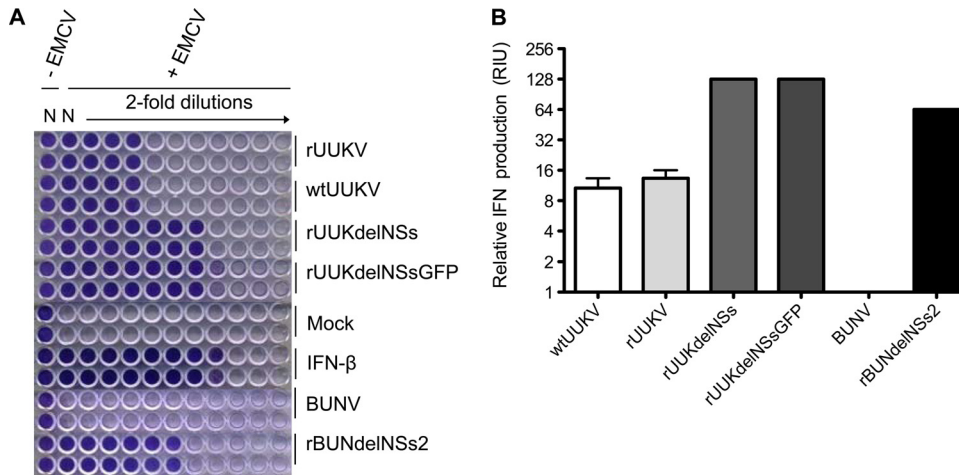 A
- EMCV
+ EMCV
2-fold dilutions
N N
rUUKV
wtUUKV
rUUKdelNSs
rUUKdelNSsGFP
Mock
IFN-β
BUNV
rBUNdelNSs2
B
Relative IFN production (RIU)
256
128
64
32
16
8
4
2
1
wtUUKV
rUUKV
rUUKdelNSs
rUUKdelNSsGFP
BUNV
rBUNdelNSs2